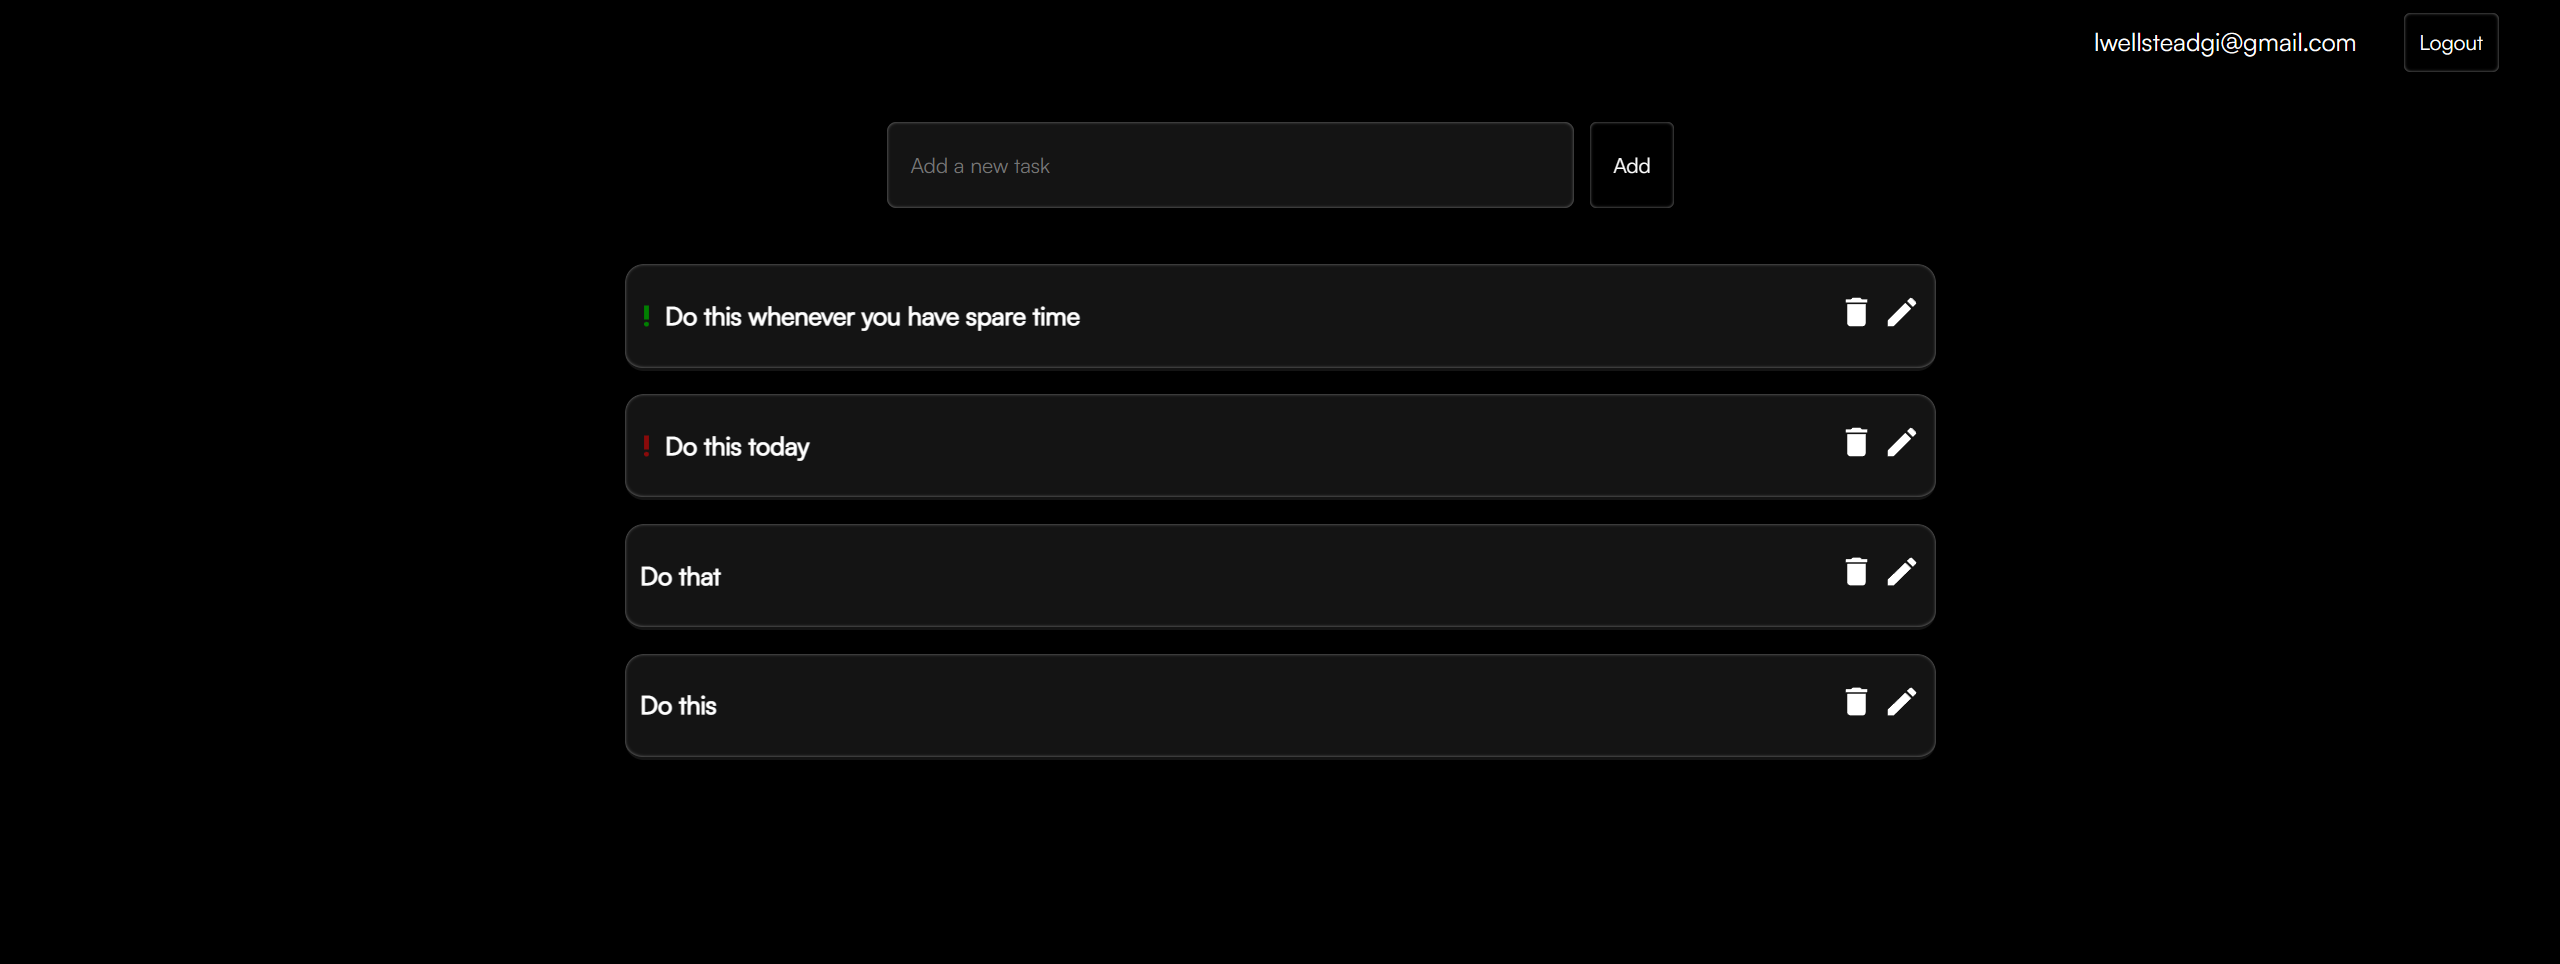 lwellsteadgi@gmail.com
Logout
Add a new task
Add
! Do this whenever you have spare time
! Do this today
Do that
Do this